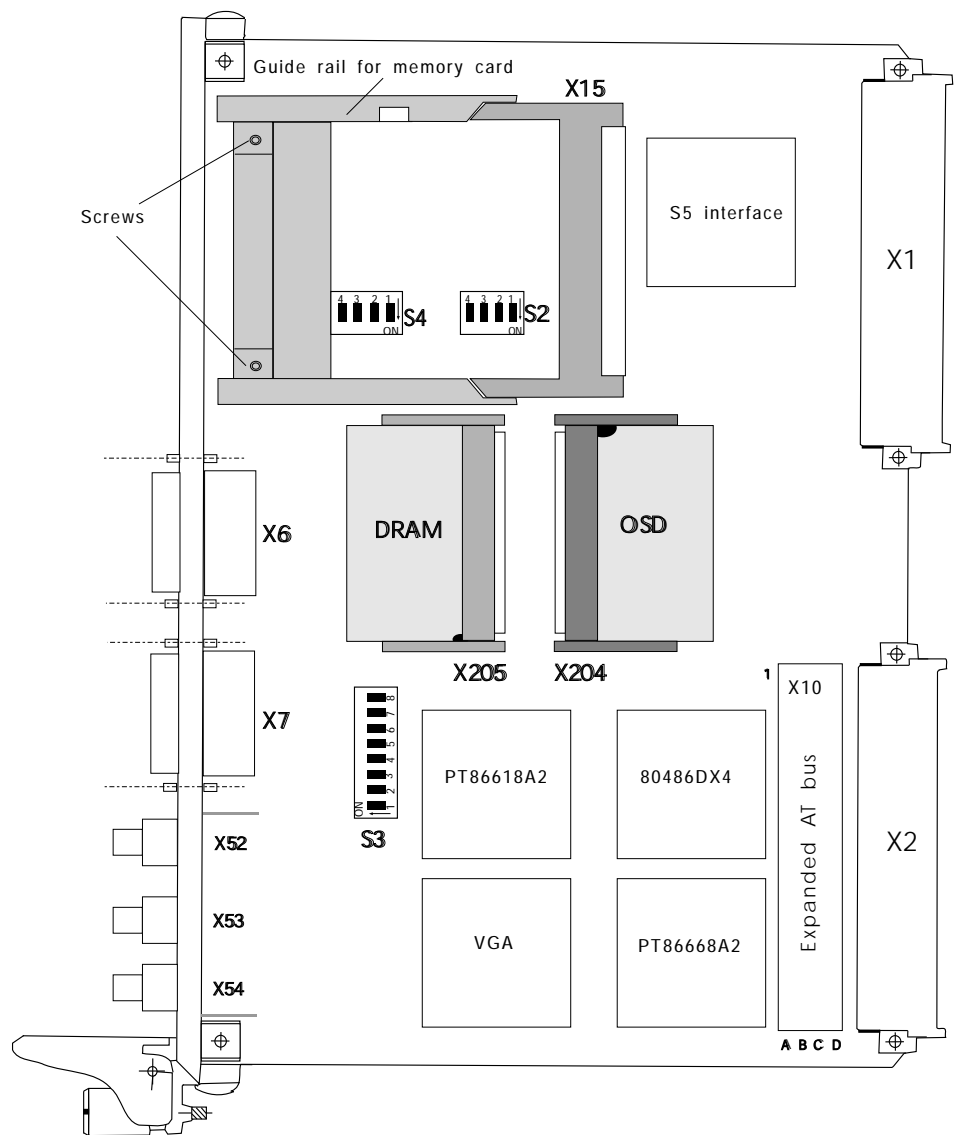 Guide rail for memory card
X15
Screws
S5 interface
X1
4 3 2 1
ON
S4
4 3 2 1
ON
S2
X6
DRAM
OSD
X205
X204
1
X10
X7
8
7
6
5
4
3
2
1
ON
S3
PT86618A2
80486DX4
Expanded AT bus
X2
X52
X53
X54
VGA
PT86668A2
A B C D